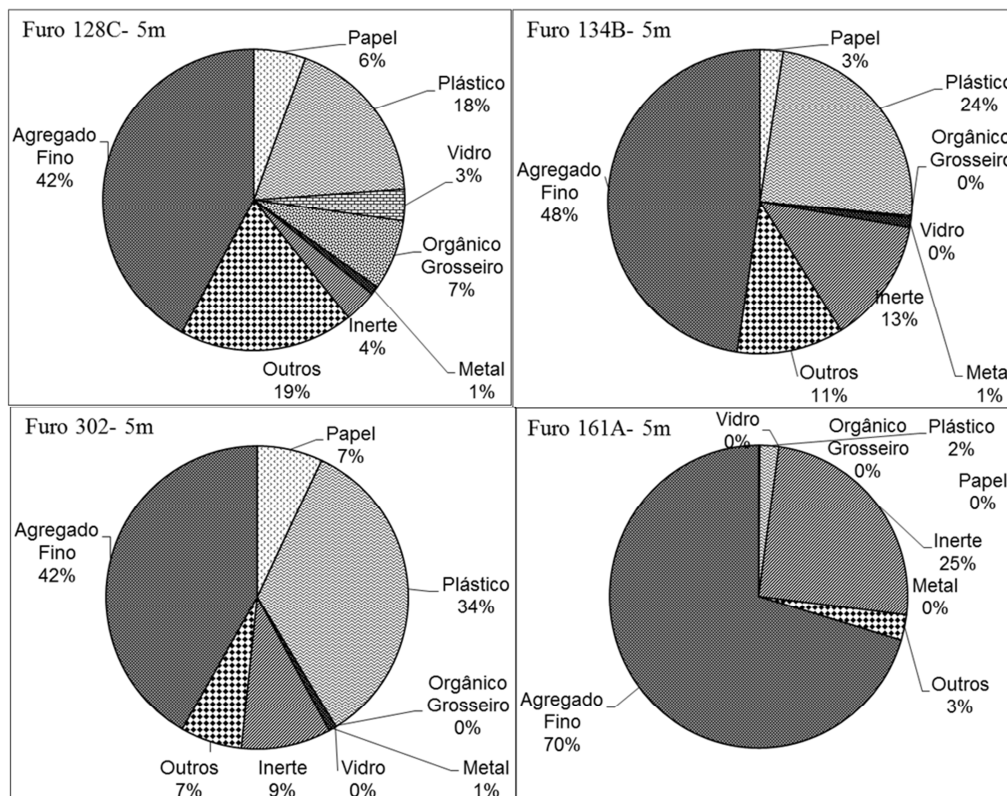 Furo 128C- 5m
Papel
6%
Plástico
18%
Vidro
3%
Orgânico
Grosseiro
7%
Metal
1%
Inerte
4%
Outros
19%
Agregado
Fino
42%
Furo 134B- 5m
Papel
3%
Plástico
24%
Orgânico
Grosseiro
0%
Vidro
0%
Metal
1%
Inerte
13%
Outros
11%
Agregado
Fino
48%
Furo 302- 5m
Papel
7%
Plástico
34%
Orgânico
Grosseiro
0%
Metal
1%
Vidro
0%
Inerte
9%
Outros
7%
Agregado
Fino
42%
Furo 161A- 5m
Vidro
0%
Orgânico
Grosseiro
0%
Plástico
2%
Papel
0%
Inerte
25%
Metal
0%
Outros
3%
Agregado
Fino
70%